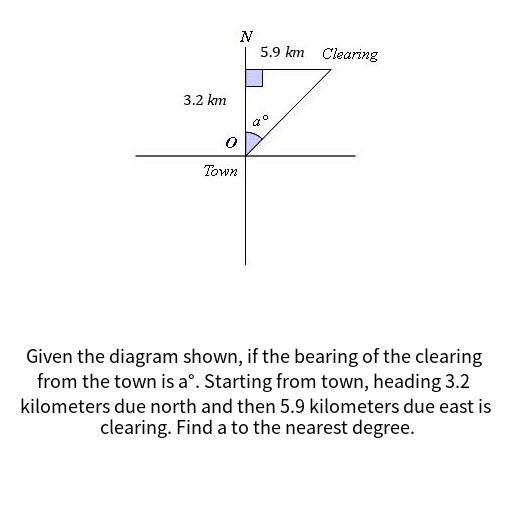 N
5.9 km Clearing
3.2 km
a°
O
Town
Given the diagram shown, if the bearing of the clearing
from the town is a°. Starting from town, heading 3.2
kilometers due north and then 5.9 kilometers due east is
clearing. Find a to the nearest degree.